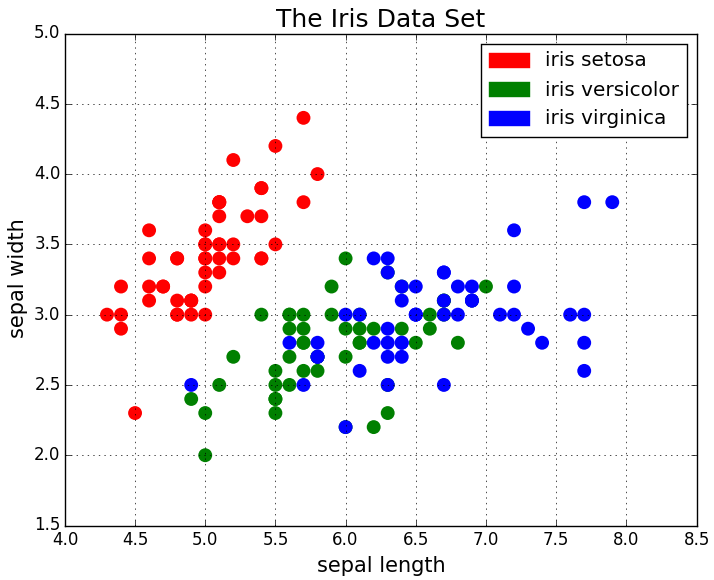 The Iris Data Set
iris setosa
iris versicolor
iris virginica
sepal width
5.0
4.5
4.0
3.5
3.0
2.5
2.0
1.5
4.0 4.5 5.0 5.5 6.0 6.5 7.0 7.5 8.0 8.5
sepal length